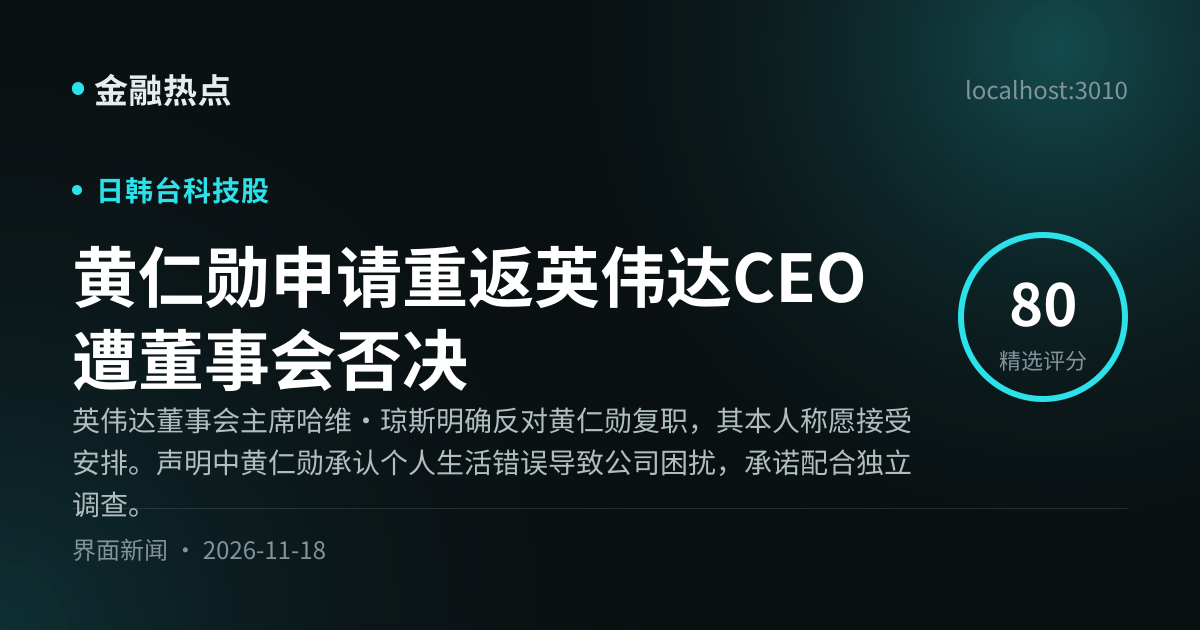 金融热点
localhost:3010
日韩台科技股
黄仁勋申请重返英伟达CEO
遭董事会否决
80
精选评分
英伟达董事会主席哈维·琼斯明确反对黄仁勋复职，其本人称愿接受
安排。声明中黄仁勋承认个人生活错误导致公司困扰，承诺配合独立
调查。
界面新闻 · 2026-11-18